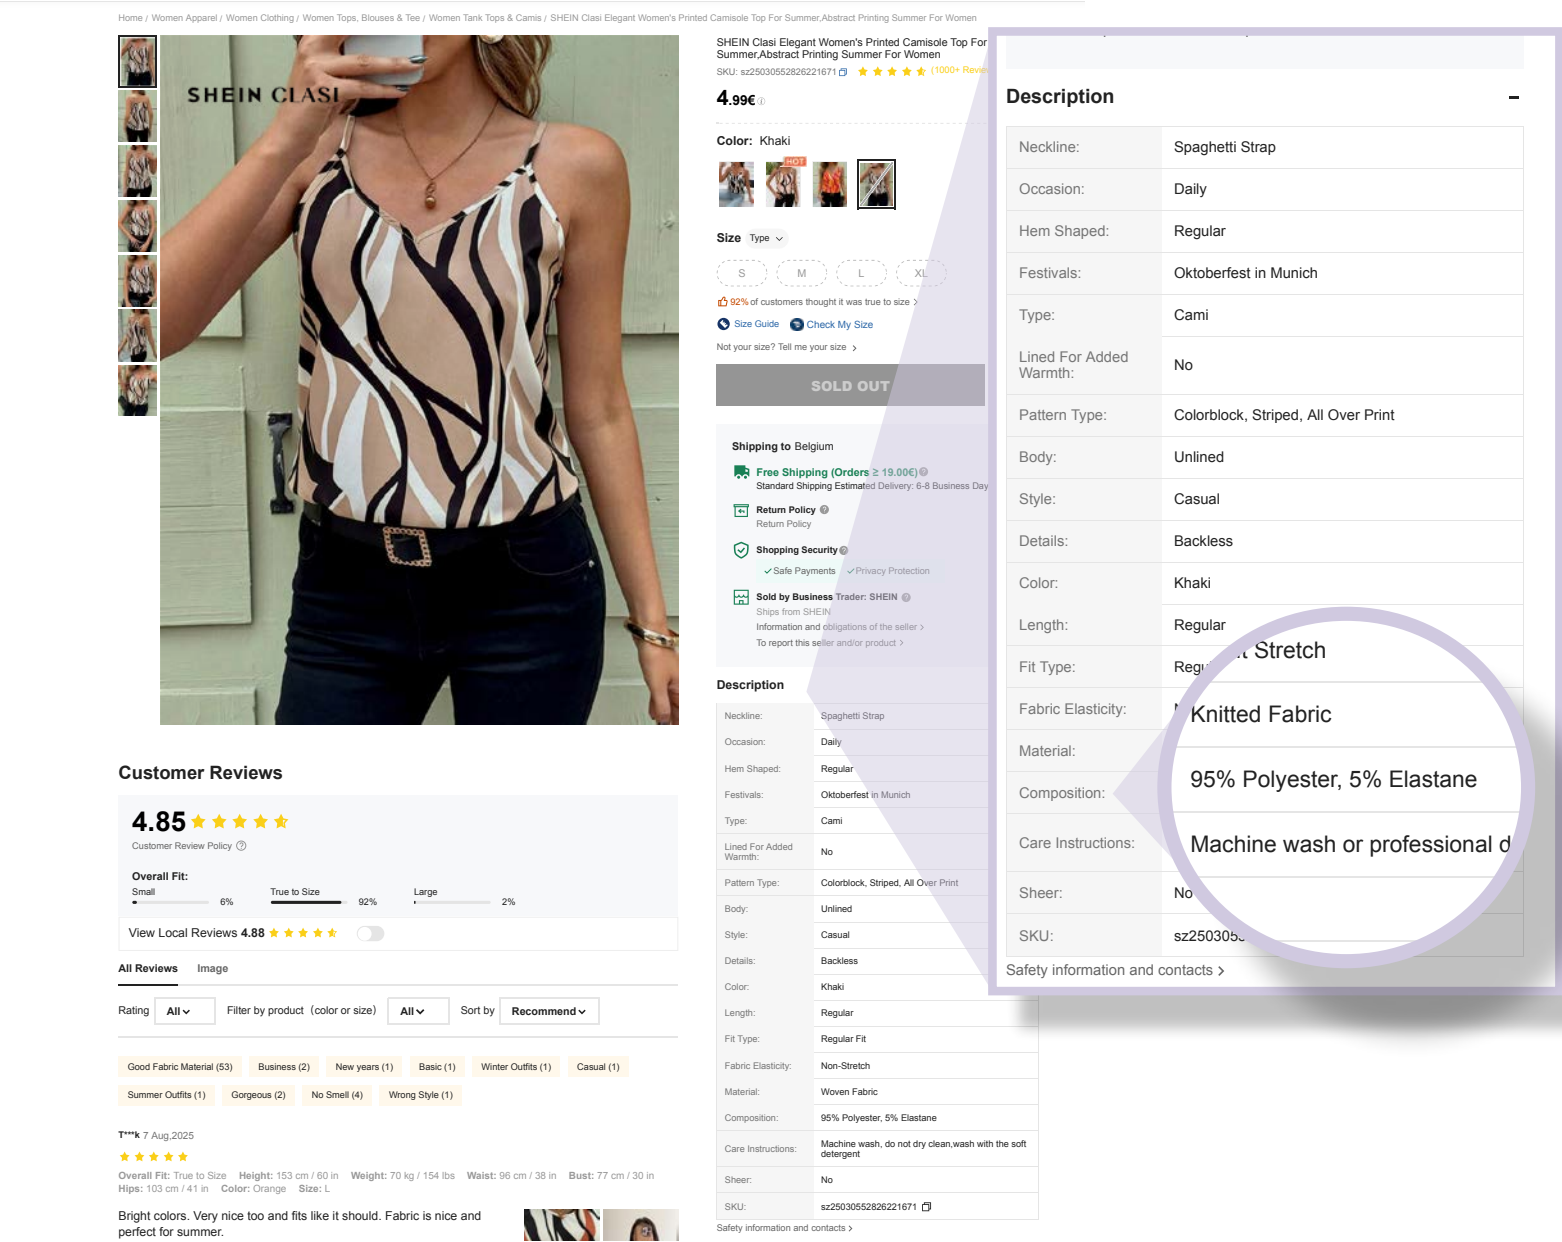 Home / Women Apparel / Women Clothing / Women Tops, Blouses & Tee / Women Tank Tops & Camis / SHEIN Clasi Elegant Women's Printed Camisole Top For Summer,Abstract Printing Summer For Women
SHEIN CLASI
SHEIN Clasi Elegant Women's Printed Camisole Top For
Summer,Abstract Printing Summer For Women
SKU: sz25030552826221671 (1000+
4.99€
Color: Khaki
HOT
Size Type
S M L XL
92% of customers thought it was true to size >
Size Guide Check My Size
Not your size? Tell me your size >
SOLD OUT
Shipping to Belgium
Free Shipping (Orders ≥ 19.00€)
Standard Shipping Estimated Delivery: 6-8 Business Day
Return Policy
Return Policy
Shopping Security
Safe Payments Privacy Protection
Sold by Business Trader: SHEIN
Ships from SHEIN
Information and obligations of the seller >
To report this seller and/or product >
Description
Neckline: Spaghetti Strap
Occasion: Daily
Hem Shaped: Regular
Festivals: Oktoberfest in Munich
Type: Cami
Lined For Added
Warmth: No
Pattern Type: Colorblock, Striped, All Over Print
Body: Unlined
Style: Casual
Details: Backless
Color: Khaki
Length: Regular
Fit Type: Regular Fit
Fabric Elasticity: Non-Stretch
Material: Woven Fabric
Composition: 95% Polyester, 5% Elastane
Care Instructions: Machine wash, do not dry clean,wash with the soft
detergent
Sheer: No
SKU: sz25030552826221671
Safety information and contacts >
Description –
Neckline: Spaghetti Strap
Occasion: Daily
Hem Shaped: Regular
Festivals: Oktoberfest in Munich
Type: Cami
Lined For Added
Warmth: No
Pattern Type: Colorblock, Striped, All Over Print
Body: Unlined
Style: Casual
Details: Backless
Color: Khaki
Length: Regular
Fit Type:
Fabric Elasticity:
Material:
Composition:
Care Instructions:
Sheer: No
SKU: sz250305
Safety information and contacts >
Stretch
Knitted Fabric
95% Polyester, 5% Elastane
Machine wash or professional d
Customer Reviews
4.85
Customer Review Policy
Overall Fit:
Small 6% True to Size 92% Large 2%
View Local Reviews 4.88
All Reviews Image
Rating All Filter by product (color or size) All Sort by Recommend
Good Fabric Material (53) Business (2) New years (1) Basic (1) Winter Outfits (1) Casual (1)
Summer Outfits (1) Gorgeous (2) No Smell (4) Wrong Style (1)
T***k 7 Aug,2025
Overall Fit: True to Size Height: 153 cm / 60 in Weight: 70 kg / 154 lbs Waist: 96 cm / 38 in Bust: 77 cm / 30 in
Hips: 103 cm / 41 in Color: Orange Size: L
Bright colors. Very nice too and fits like it should. Fabric is nice and
perfect for summer.